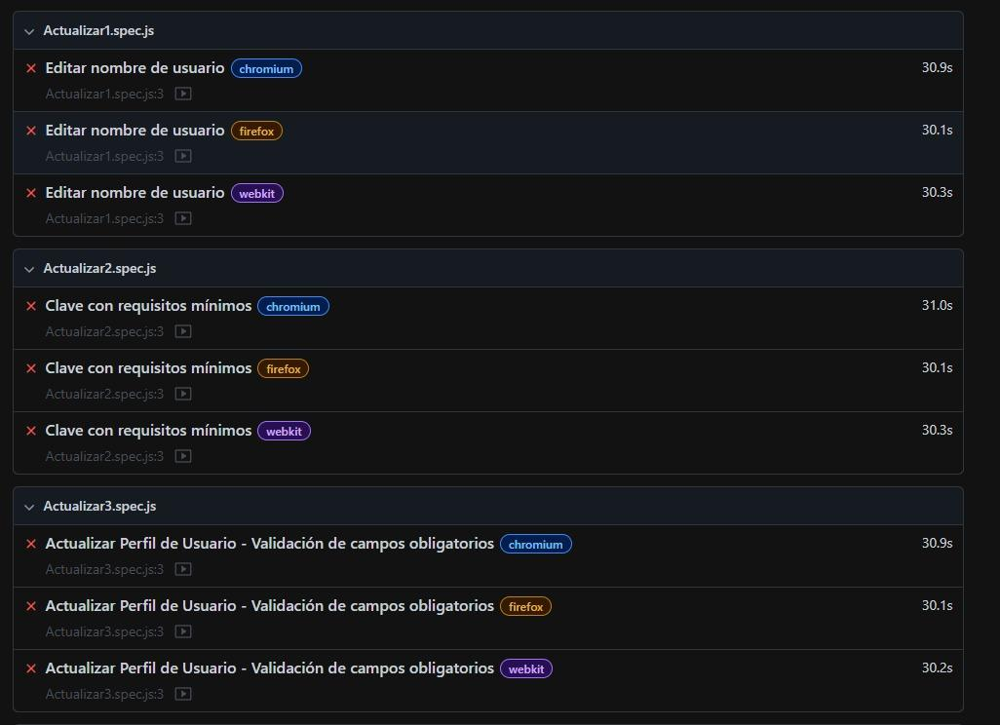 Actualizar1.spec.js
Editar nombre de usuario chromium 30.9s
Actualizar1.spec.js:3
Editar nombre de usuario firefox 30.1s
Actualizar1.spec.js:3
Editar nombre de usuario webkit 30.3s
Actualizar1.spec.js:3
Actualizar2.spec.js
Clave con requisitos mínimos chromium 31.0s
Actualizar2.spec.js:3
Clave con requisitos mínimos firefox 30.1s
Actualizar2.spec.js:3
Clave con requisitos mínimos webkit 30.3s
Actualizar2.spec.js:3
Actualizar3.spec.js
Actualizar Perfil de Usuario - Validación de campos obligatorios chromium 30.9s
Actualizar3.spec.js:3
Actualizar Perfil de Usuario - Validación de campos obligatorios firefox 30.1s
Actualizar3.spec.js:3
Actualizar Perfil de Usuario - Validación de campos obligatorios webkit 30.2s
Actualizar3.spec.js:3